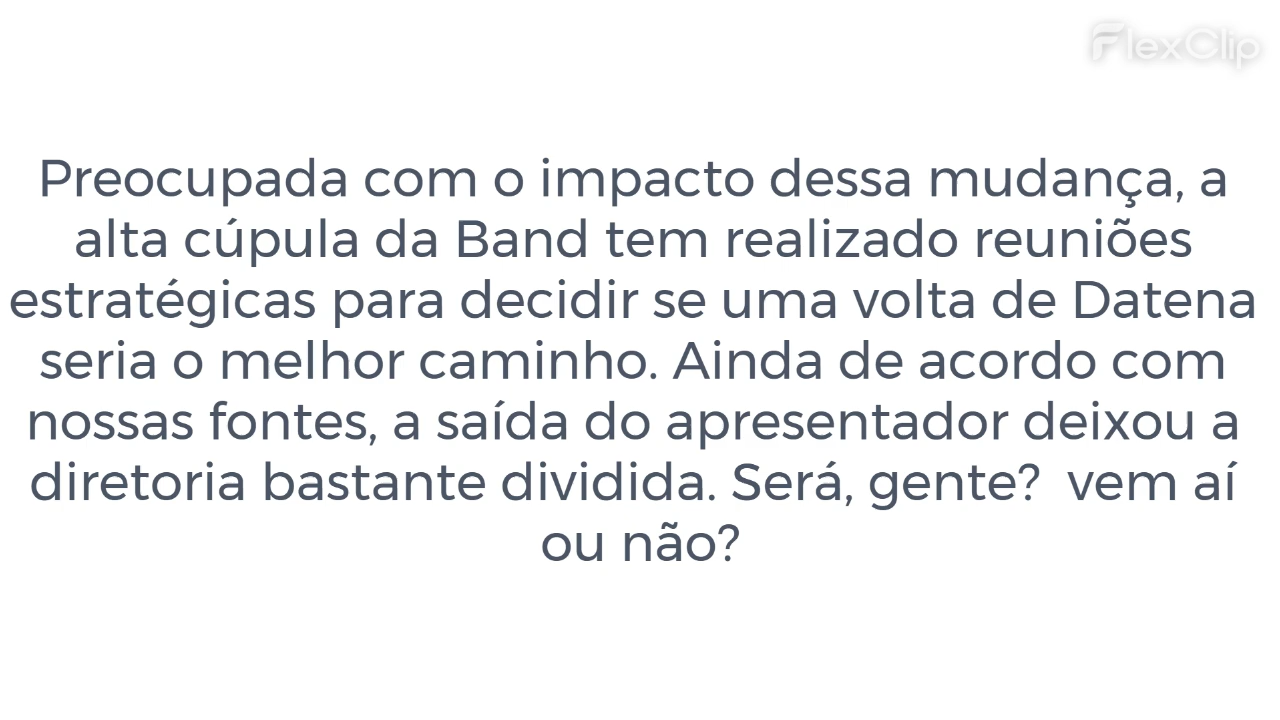 FlexClip
Preocupada com o impacto dessa mudança, a
alta cúpula da Band tem realizado reuniões
estratégicas para decidir se uma volta de Datena
seria o melhor caminho. Ainda de acordo com
nossas fontes, a saída do apresentador deixou a
diretoria bastante dividida. Será, gente?  vem aí
ou não?